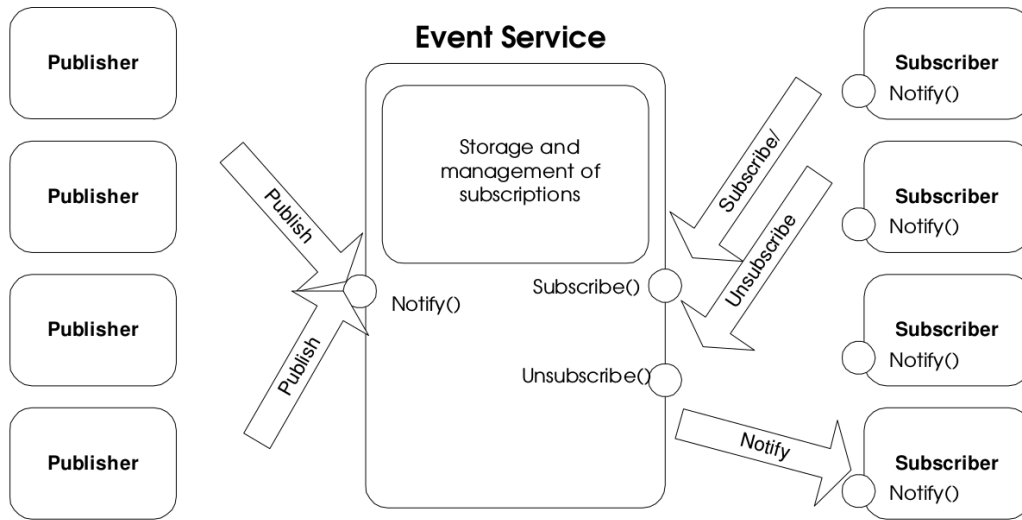 Event Service
Publisher
Publisher
Publisher
Publisher
Publish
Publish
Storage and
management of
subscriptions
Notify()
Subscribe()
Unsubscribe()
Subscribe/
Unsubscribe
Notify
Subscriber
Notify()
Subscriber
Notify()
Subscriber
Notify()
Subscriber
Notify()